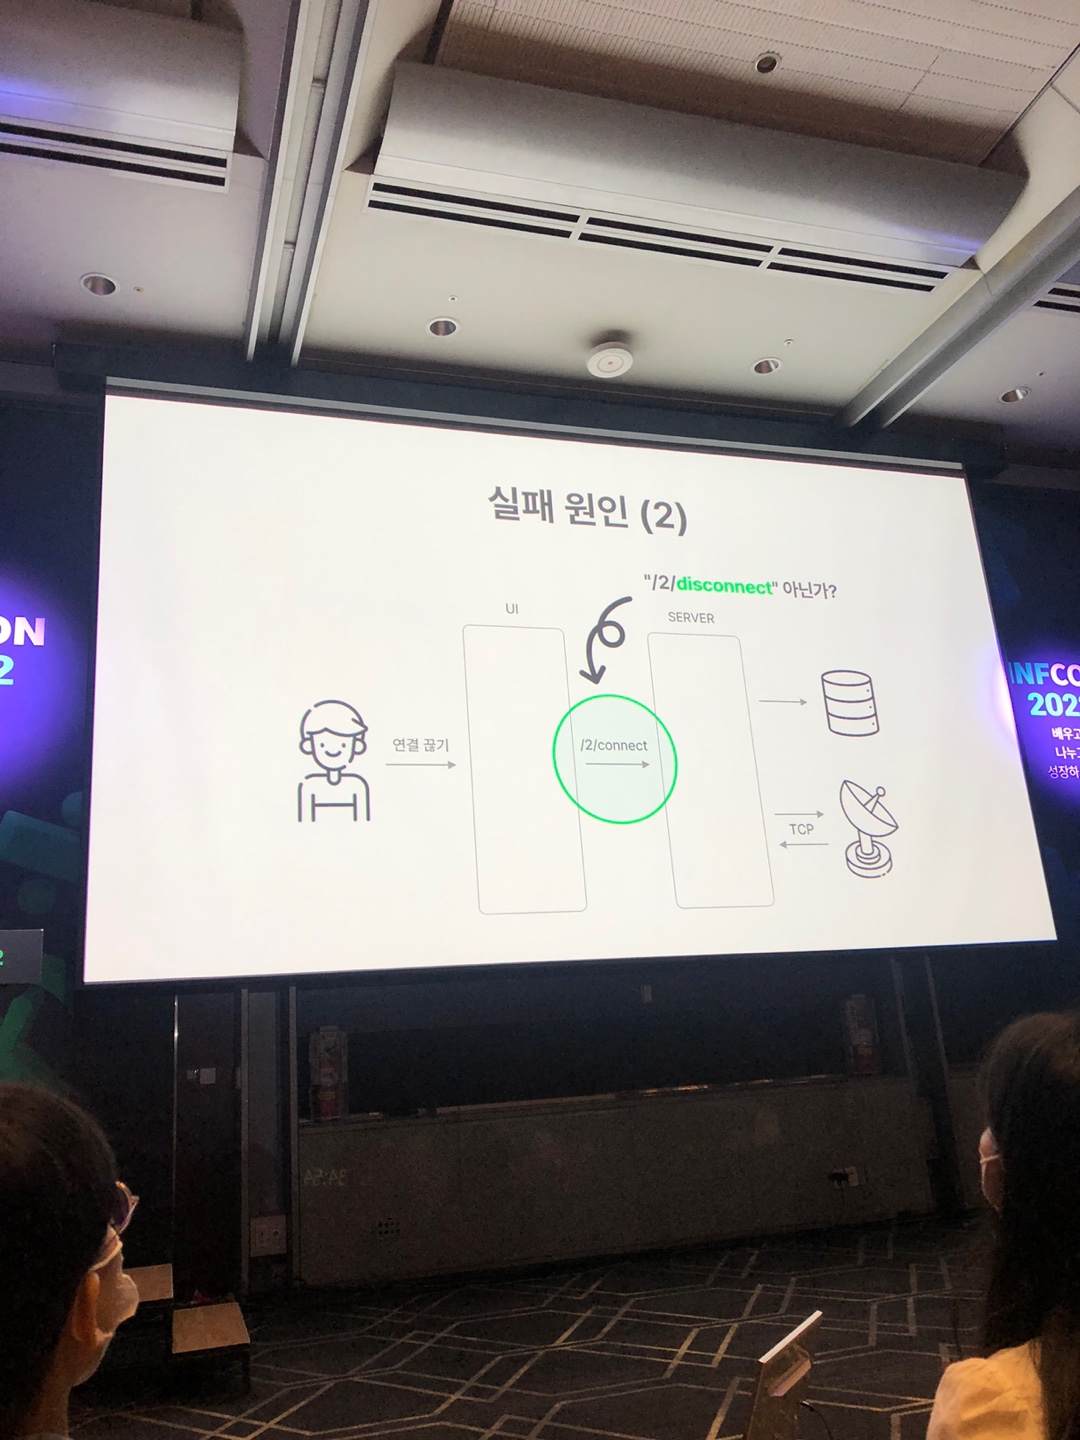 실패 원인 (2)
"/2/disconnect" 아닌가?
UI
SERVER
연결 끊기
/2/connect
TCP
ON
2
INFCO
202
배우고
나누고
성장하
2